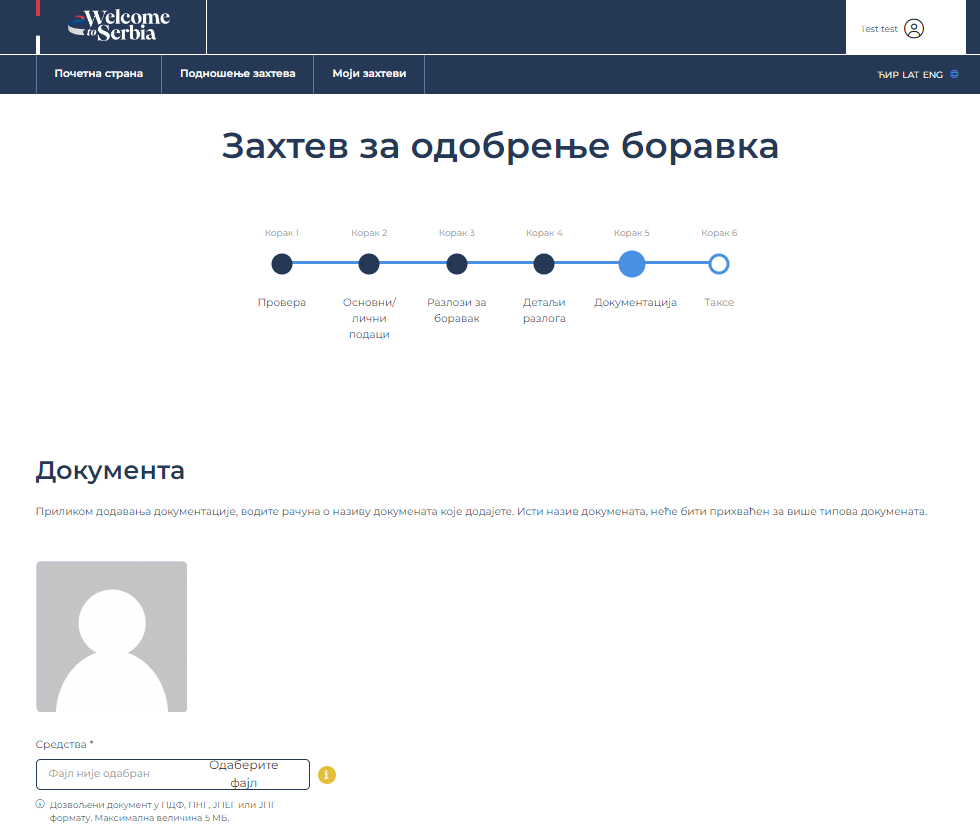 Welcome
to Serbia
Test test
Почетна страна
Подношење захтева
Моји захтеви
ЋИР LAT ENG
Захтев за одобрење боравка
Корак 1
Корак 2
Корак 3
Корак 4
Корак 5
Корак 6
Провера
Основни/
лични
подаци
Разлози за
боравак
Детаљи
разлога
Документација
Таксе
Документа
Приликом додавања документације, водите рачуна о називу докумената које додајете. Исти назив докумената, неће бити прихваћен за више типова докумената.
Средства *
Фајл није одабран
Одаберите
фајл
Дозвољени документ у ПДФ, ПНГ, ЈПЕГ или ЈПГ
формату. Максимална величина 5 МБ.